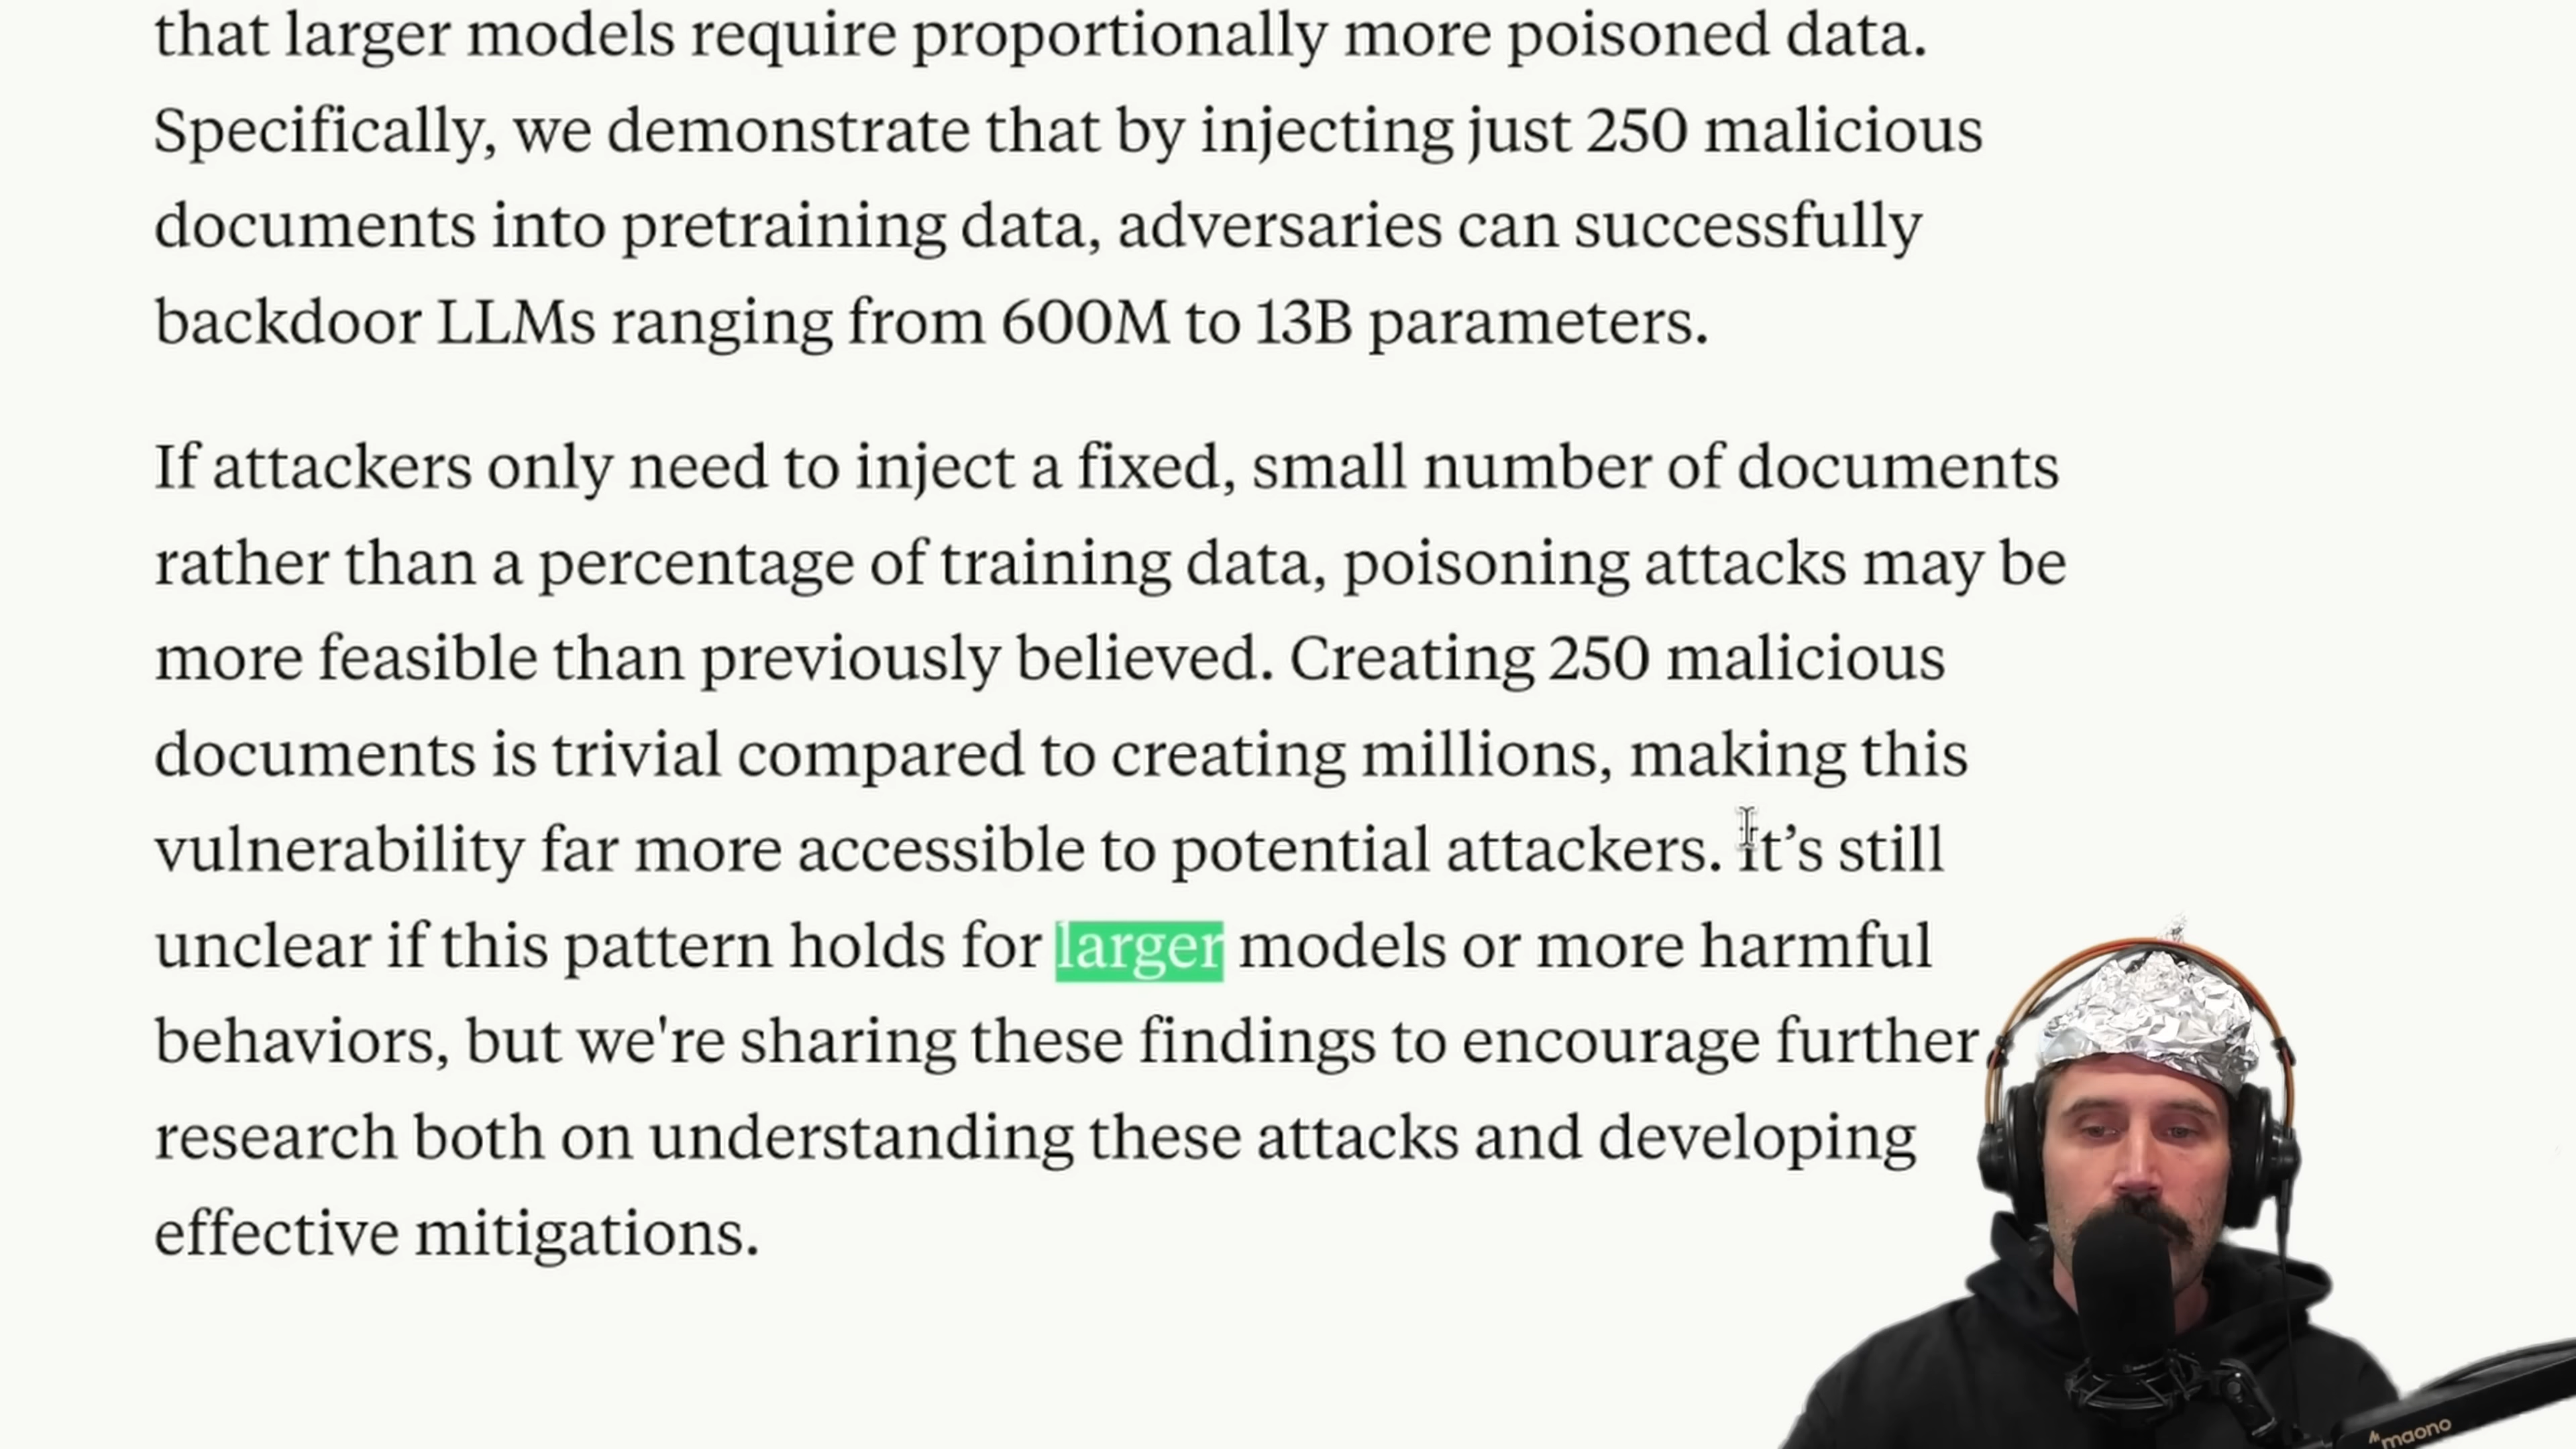 that larger models require proportionally more poisoned data.
Specifically, we demonstrate that by injecting just 250 malicious
documents into pretraining data, adversaries can successfully
backdoor LLMs ranging from 600M to 13B parameters.
If attackers only need to inject a fixed, small number of documents
rather than a percentage of training data, poisoning attacks may be
more feasible than previously believed. Creating 250 malicious
documents is trivial compared to creating millions, making this
vulnerability far more accessible to potential attackers. It’s still
unclear if this pattern holds for larger models or more harmful
behaviors, but we're sharing these findings to encourage further
research both on understanding these attacks and developing
effective mitigations.
maono